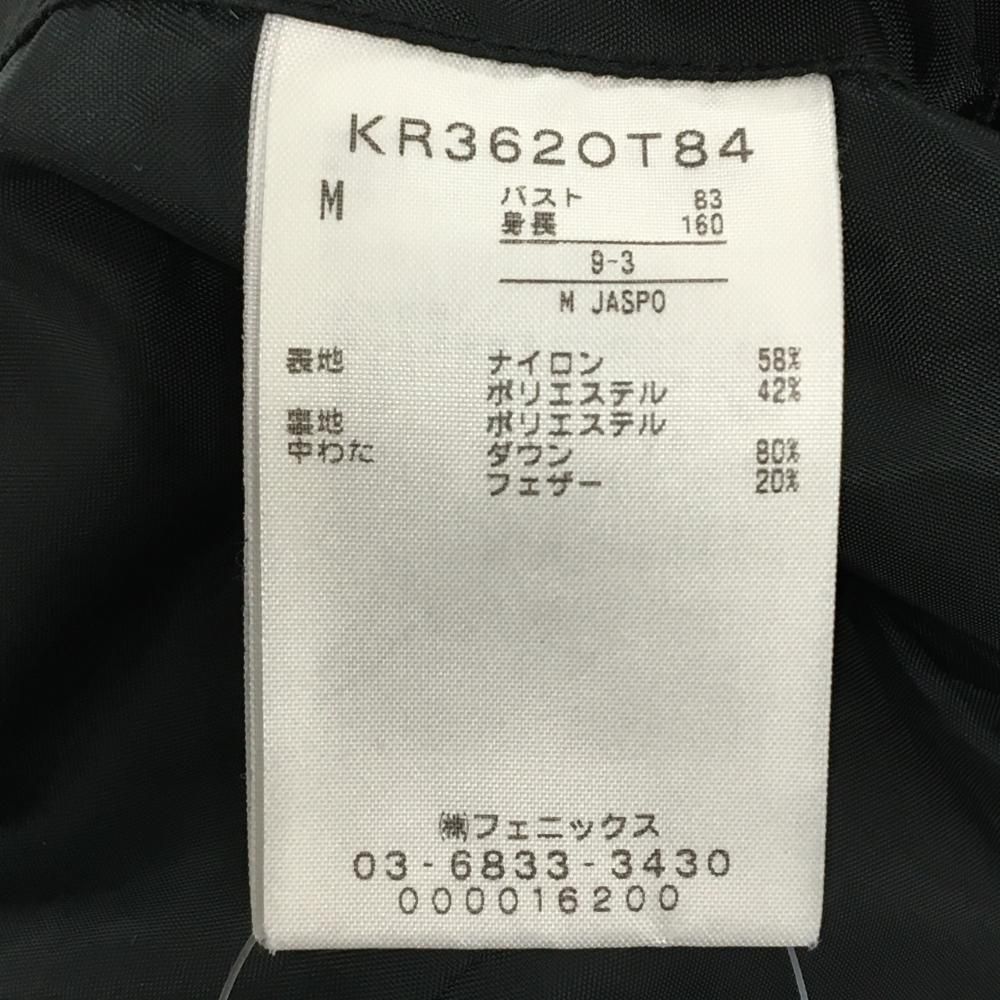 KR3620T84
M バスト 83
身長 160
9-3
M JASPO
表地 ナイロン 58%
ポリエステル 42%
裏地 ポリエステル
中わた ダウン 80%
フェザー 20%
㈱フェニックス
03-6833-3430
000016200